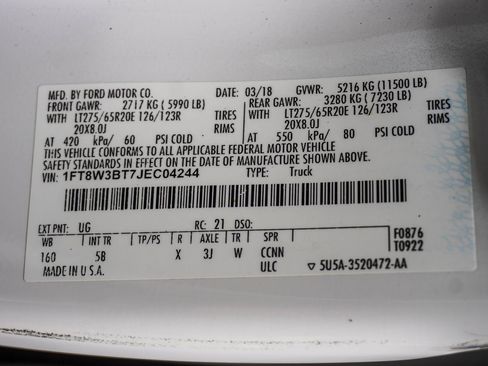 MFD. BY FORD MOTOR CO. DATE: 03/18 GVWR: 5216 KG (11500 LB)
FRONT GAWR: 2717 KG (5990 LB) REAR GAWR: 3280 KG (7230 LB)
WITH LT275/65R20E 126/123R TIRES WITH LT275/65R20E 126/123R TIRES
20X8.0J RIMS 20X8.0J RIMS
AT 420 kPa/ 60 PSI COLD AT 550 kPa/ 80 PSI COLD
THIS VEHICLE CONFORMS TO ALL APPLICABLE FEDERAL MOTOR VEHICLE
SAFETY STANDARDS IN EFFECT ON THE DATE OF MANUFACTURE SHOWN ABOVE.
VIN: 1FT8W3BT7JEC04244 TYPE: Truck
EXT PNT: UG RC: 21 DSO: F0876
WB INT TR TP/PS R AXLE TR SPR T0922
160 5B X 3J W CCNN
MADE IN U.S.A. ULC ▽ 5U5A-3520472-AA